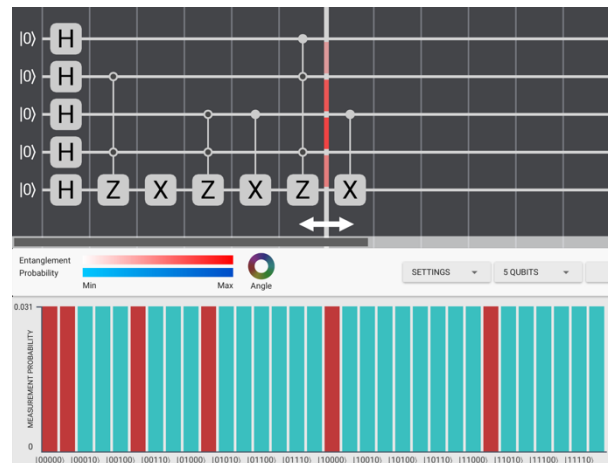 |0⟩ H
|0⟩ H
|0⟩ H
|0⟩ H
|0⟩ H Z X Z X Z X
Entanglement
Probability
Min Max Angle
SETTINGS 5 QUBITS
0.031
MEASUREMENT PROBABILITY
0
|00000⟩ |00010⟩ |00100⟩ |00110⟩ |01000⟩ |01010⟩ |01100⟩ |01110⟩ |10000⟩ |10010⟩ |10100⟩ |10110⟩ |11000⟩ |11010⟩ |11100⟩ |11110⟩